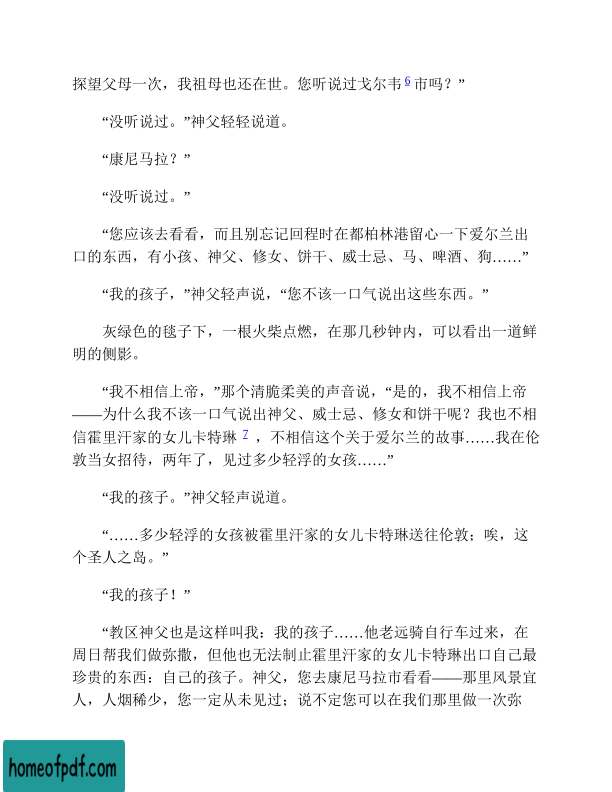 探望父母一次，我祖母也还在世。您听说过戈尔韦6市吗？”
“没听说过。”神父轻轻说道。
“康尼马拉？”
“没听说过。”
“您应该去看看，而且别忘记回程时在都柏林港留心一下爱尔兰出
口的东西，有小孩、神父、修女、饼干、威士忌、马、啤酒、狗……”
“我的孩子，”神父轻声说，“您不该一口气说出这些东西。”
灰绿色的毯子下，一根火柴点燃，在那几秒钟内，可以看出一道鲜
明的侧影。
“我不相信上帝，”那个清脆柔美的声音说，“是的，我不相信上帝
——为什么我不该一口气说出神父、威士忌、修女和饼干呢？我也不相
信霍里汗家的女儿卡特琳7，不相信这个关于爱尔兰的故事……我在伦
敦当女招待，两年了，见过多少轻浮的女孩……”
“我的孩子。”神父轻声说道。
“……多少轻浮的女孩被霍里汗家的女儿卡特琳送往伦敦；唉，这
个圣人之岛。”
“我的孩子！”
“教区神父也是这样叫我：我的孩子……他老远骑自行车过来，在
周日帮我们做弥撒，但他也无法制止霍里汗家的女儿卡特琳出口自己最
珍贵的东西：自己的孩子。神父，您去康尼马拉市看看——那里风景宜
人，人烟稀少，您一定从未见过；说不定您可以在我们那里做一次弥
homeofpdf.com